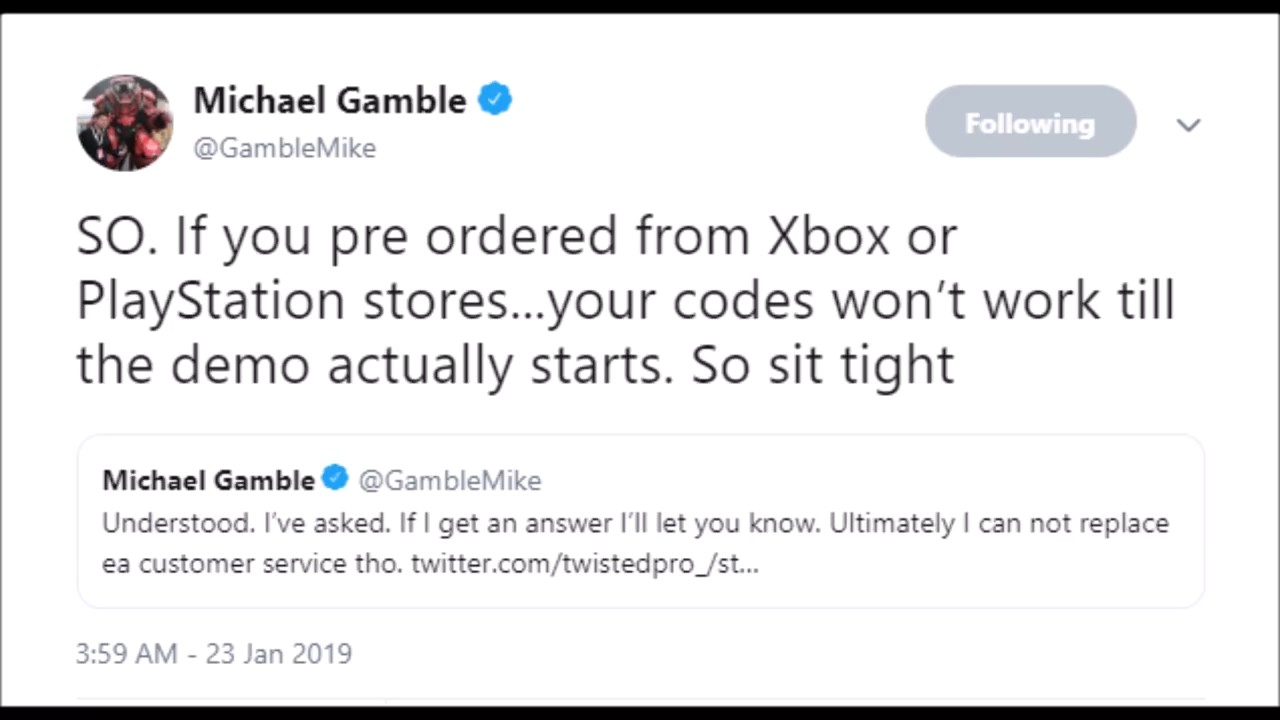 Michael Gamble
@GambleMike
Following
SO. If you pre ordered from Xbox or
PlayStation stores...your codes won’t work till
the demo actually starts. So sit tight
Michael Gamble @GambleMike
Understood. I’ve asked. If I get an answer I’ll let you know. Ultimately I can not replace
ea customer service tho. twitter.com/twistedpro_/st...
3:59 AM - 23 Jan 2019